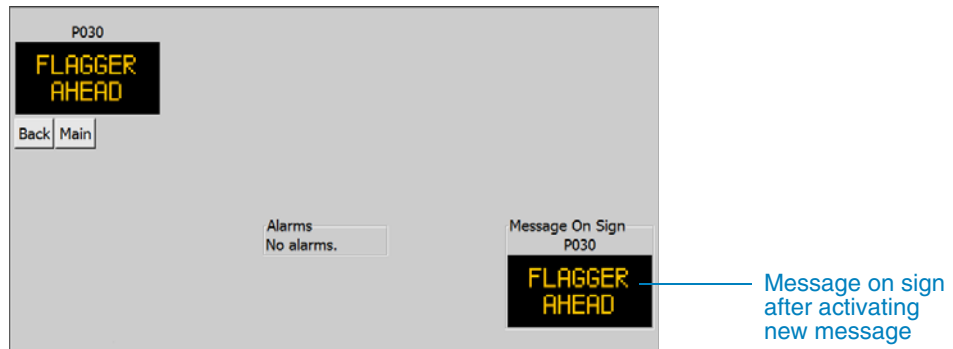 P030
FLAGGER
AHEAD
Back Main
Alarms
No alarms.
Message On Sign
P030
FLAGGER
AHEAD
Message on sign
after activating
new message